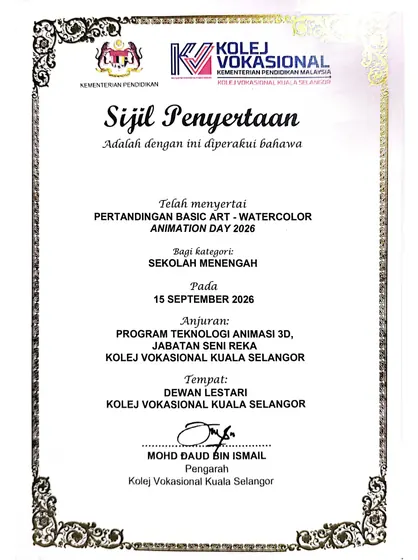 KEMENTERIAN PENDIDIKAN
KOLEJ
VOKASIONAL
KEMENTERIAN PENDIDIKAN MALAYSIA
KOLEJ VOKASIONAL KUALA SELANGOR
Sijil Penyertaan
Adalah dengan ini diperakui bahawa
Telah menyertai
PERTANDINGAN BASIC ART - WATERCOLOR
ANIMATION DAY 2026
Bagi kategori:
SEKOLAH MENENGAH
Pada
15 SEPTEMBER 2026
Anjuran:
PROGRAM TEKNOLOGI ANIMASI 3D,
JABATAN SENI REKA
KOLEJ VOKASIONAL KUALA SELANGOR
Tempat:
DEWAN LESTARI
KOLEJ VOKASIONAL KUALA SELANGOR
MOHD DAUD BIN ISMAIL
Pengarah
Kolej Vokasional Kuala Selangor